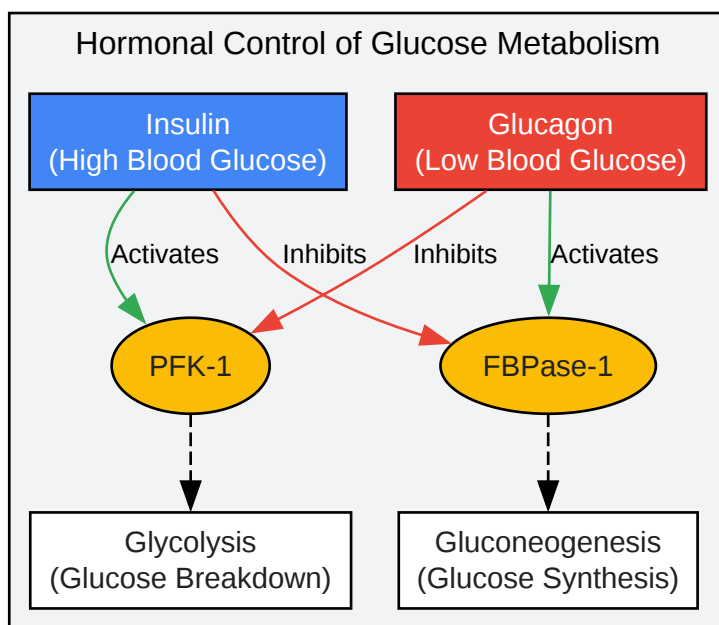 Hormonal Control of Glucose Metabolism
Insulin
(High Blood Glucose)
Glucagon
(Low Blood Glucose)
Activates
Inhibits
Inhibits
Activates
PFK-1
FBPase-1
Glycolysis
(Glucose Breakdown)
Gluconeogenesis
(Glucose Synthesis)